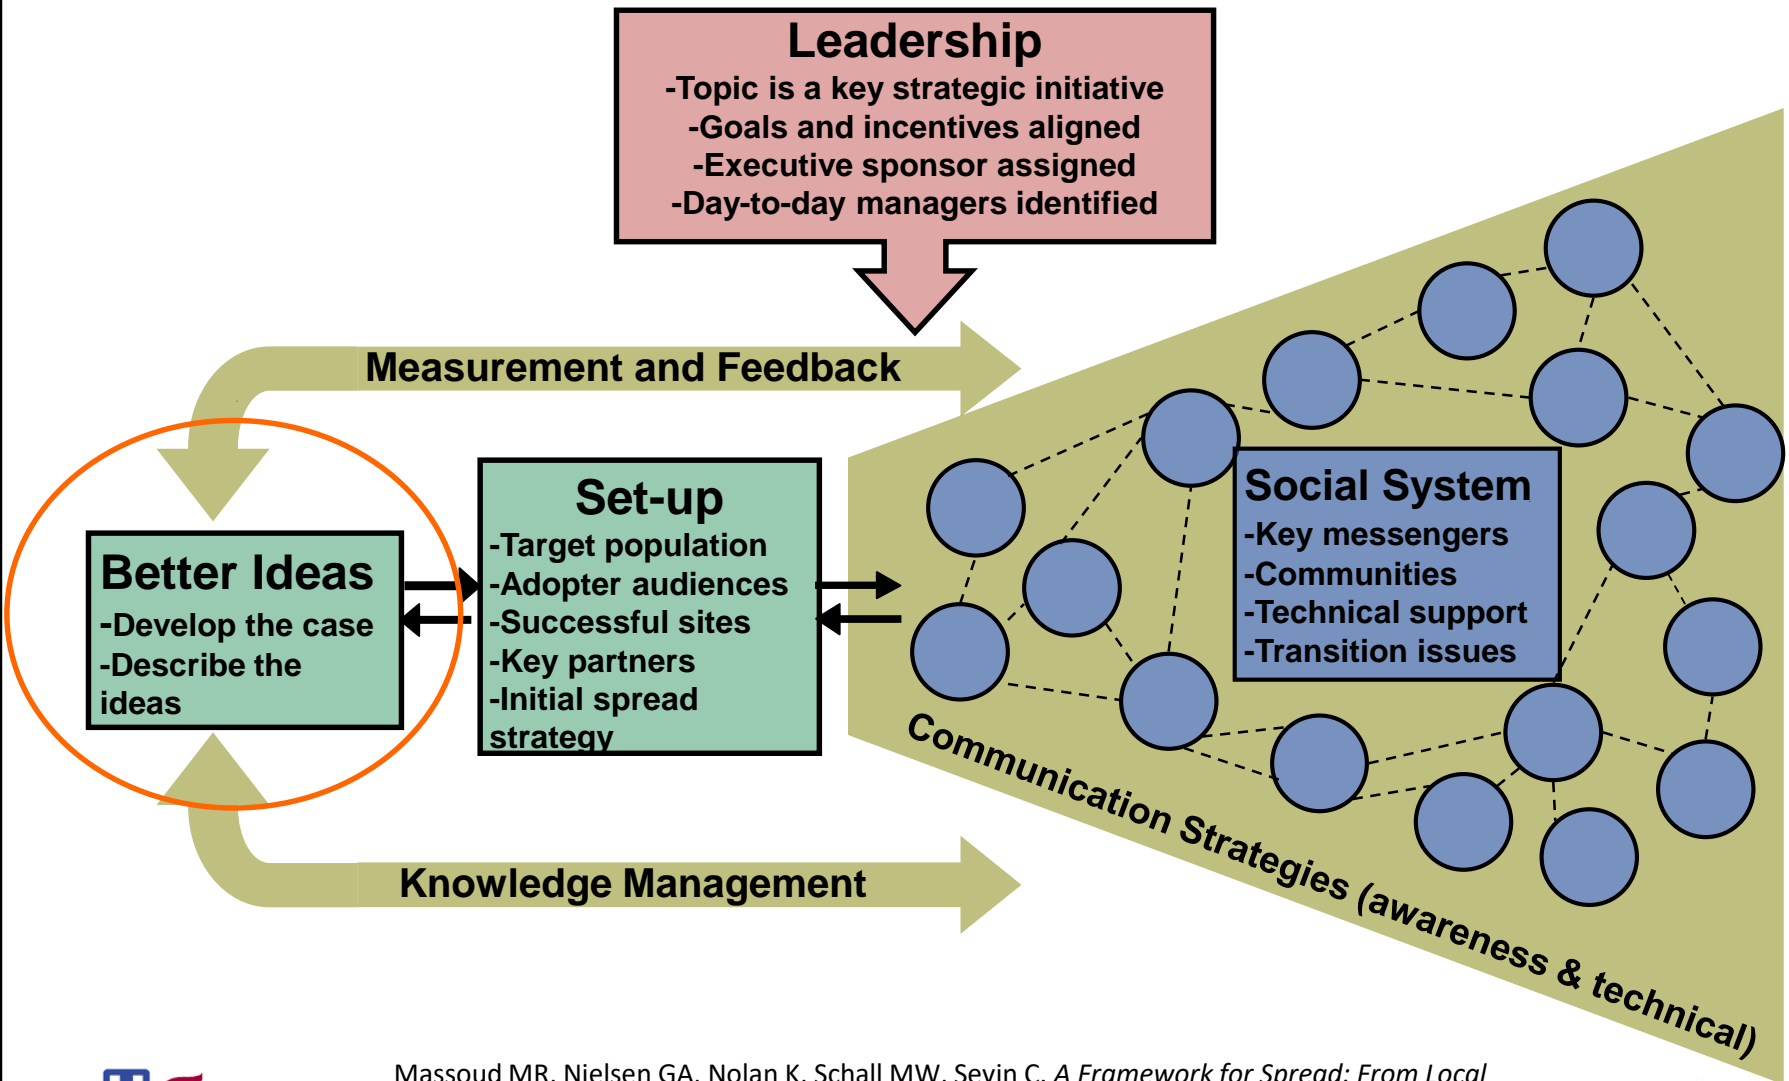 Leadership
-Topic is a key strategic initiative
-Goals and incentives aligned
-Executive sponsor assigned
-Day-to-day managers identified
Measurement and Feedback
Better Ideas
-Develop the case
-Describe the
ideas
Set-up
-Target population
-Adopter audiences
-Successful sites
-Key partners
-Initial spread
strategy
Social System
-Key messengers
-Communities
-Technical support
-Transition issues
Knowledge Management
Communication Strategies (awareness & technical)
Massoud MR, Nielsen GA, Nolan K, Schall MW, Sevin C. A Framework for Spread: From Local